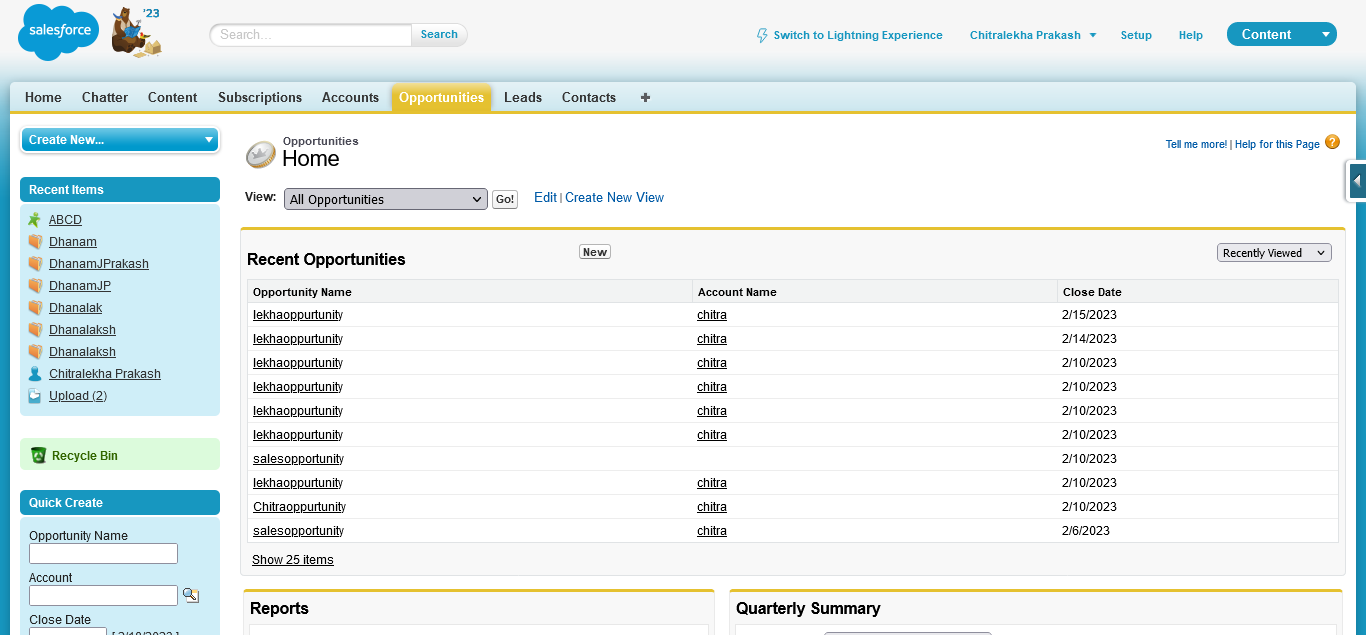 salesforce
'23
Search...
Search
Switch to Lightning Experience
Chitralekha Prakash
Setup
Help
Content
Home
Chatter
Content
Subscriptions
Accounts
Opportunities
Leads
Contacts
Create New...
Opportunities
Home
Tell me more! | Help for this Page
?
View:
All Opportunities
Go!
Edit | Create New View
Recent Items
ABCD
Dhanam
DhanamJPrakash
DhanamJP
Dhanalak
Dhanalaksh
Dhanalaksh
Chitralekha Prakash
Upload (2)
Recycle Bin
Quick Create
Opportunity Name
Account
Close Date
Recent Opportunities
New
Recently Viewed
Opportunity Name Account Name Close Date
lekhaoppurtunity chitra 2/15/2023
lekhaoppurtunity chitra 2/14/2023
lekhaoppurtunity chitra 2/10/2023
lekhaoppurtunity chitra 2/10/2023
lekhaoppurtunity chitra 2/10/2023
lekhaoppurtunity chitra 2/10/2023
salesopportunity 2/10/2023
lekhaoppurtunity chitra 2/10/2023
Chitraoppurtunity chitra 2/10/2023
salesopportunity chitra 2/6/2023
Show 25 items
Reports
Quarterly Summary